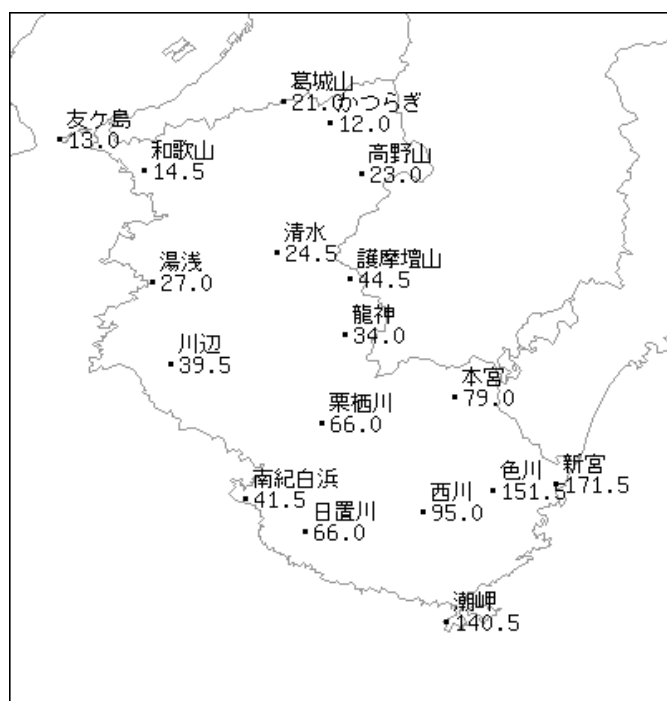 葛城山
21.0
かつらぎ
12.0
友ケ島
13.0
和歌山
14.5
高野山
23.0
清水
24.5
護摩壇山
44.5
湯浅
27.0
龍神
34.0
川辺
39.5
本宮
79.0
栗栖川
66.0
新宮
171.5
色川
151.5
南紀白浜
41.5
西川
95.0
日置川
66.0
潮岬
140.5